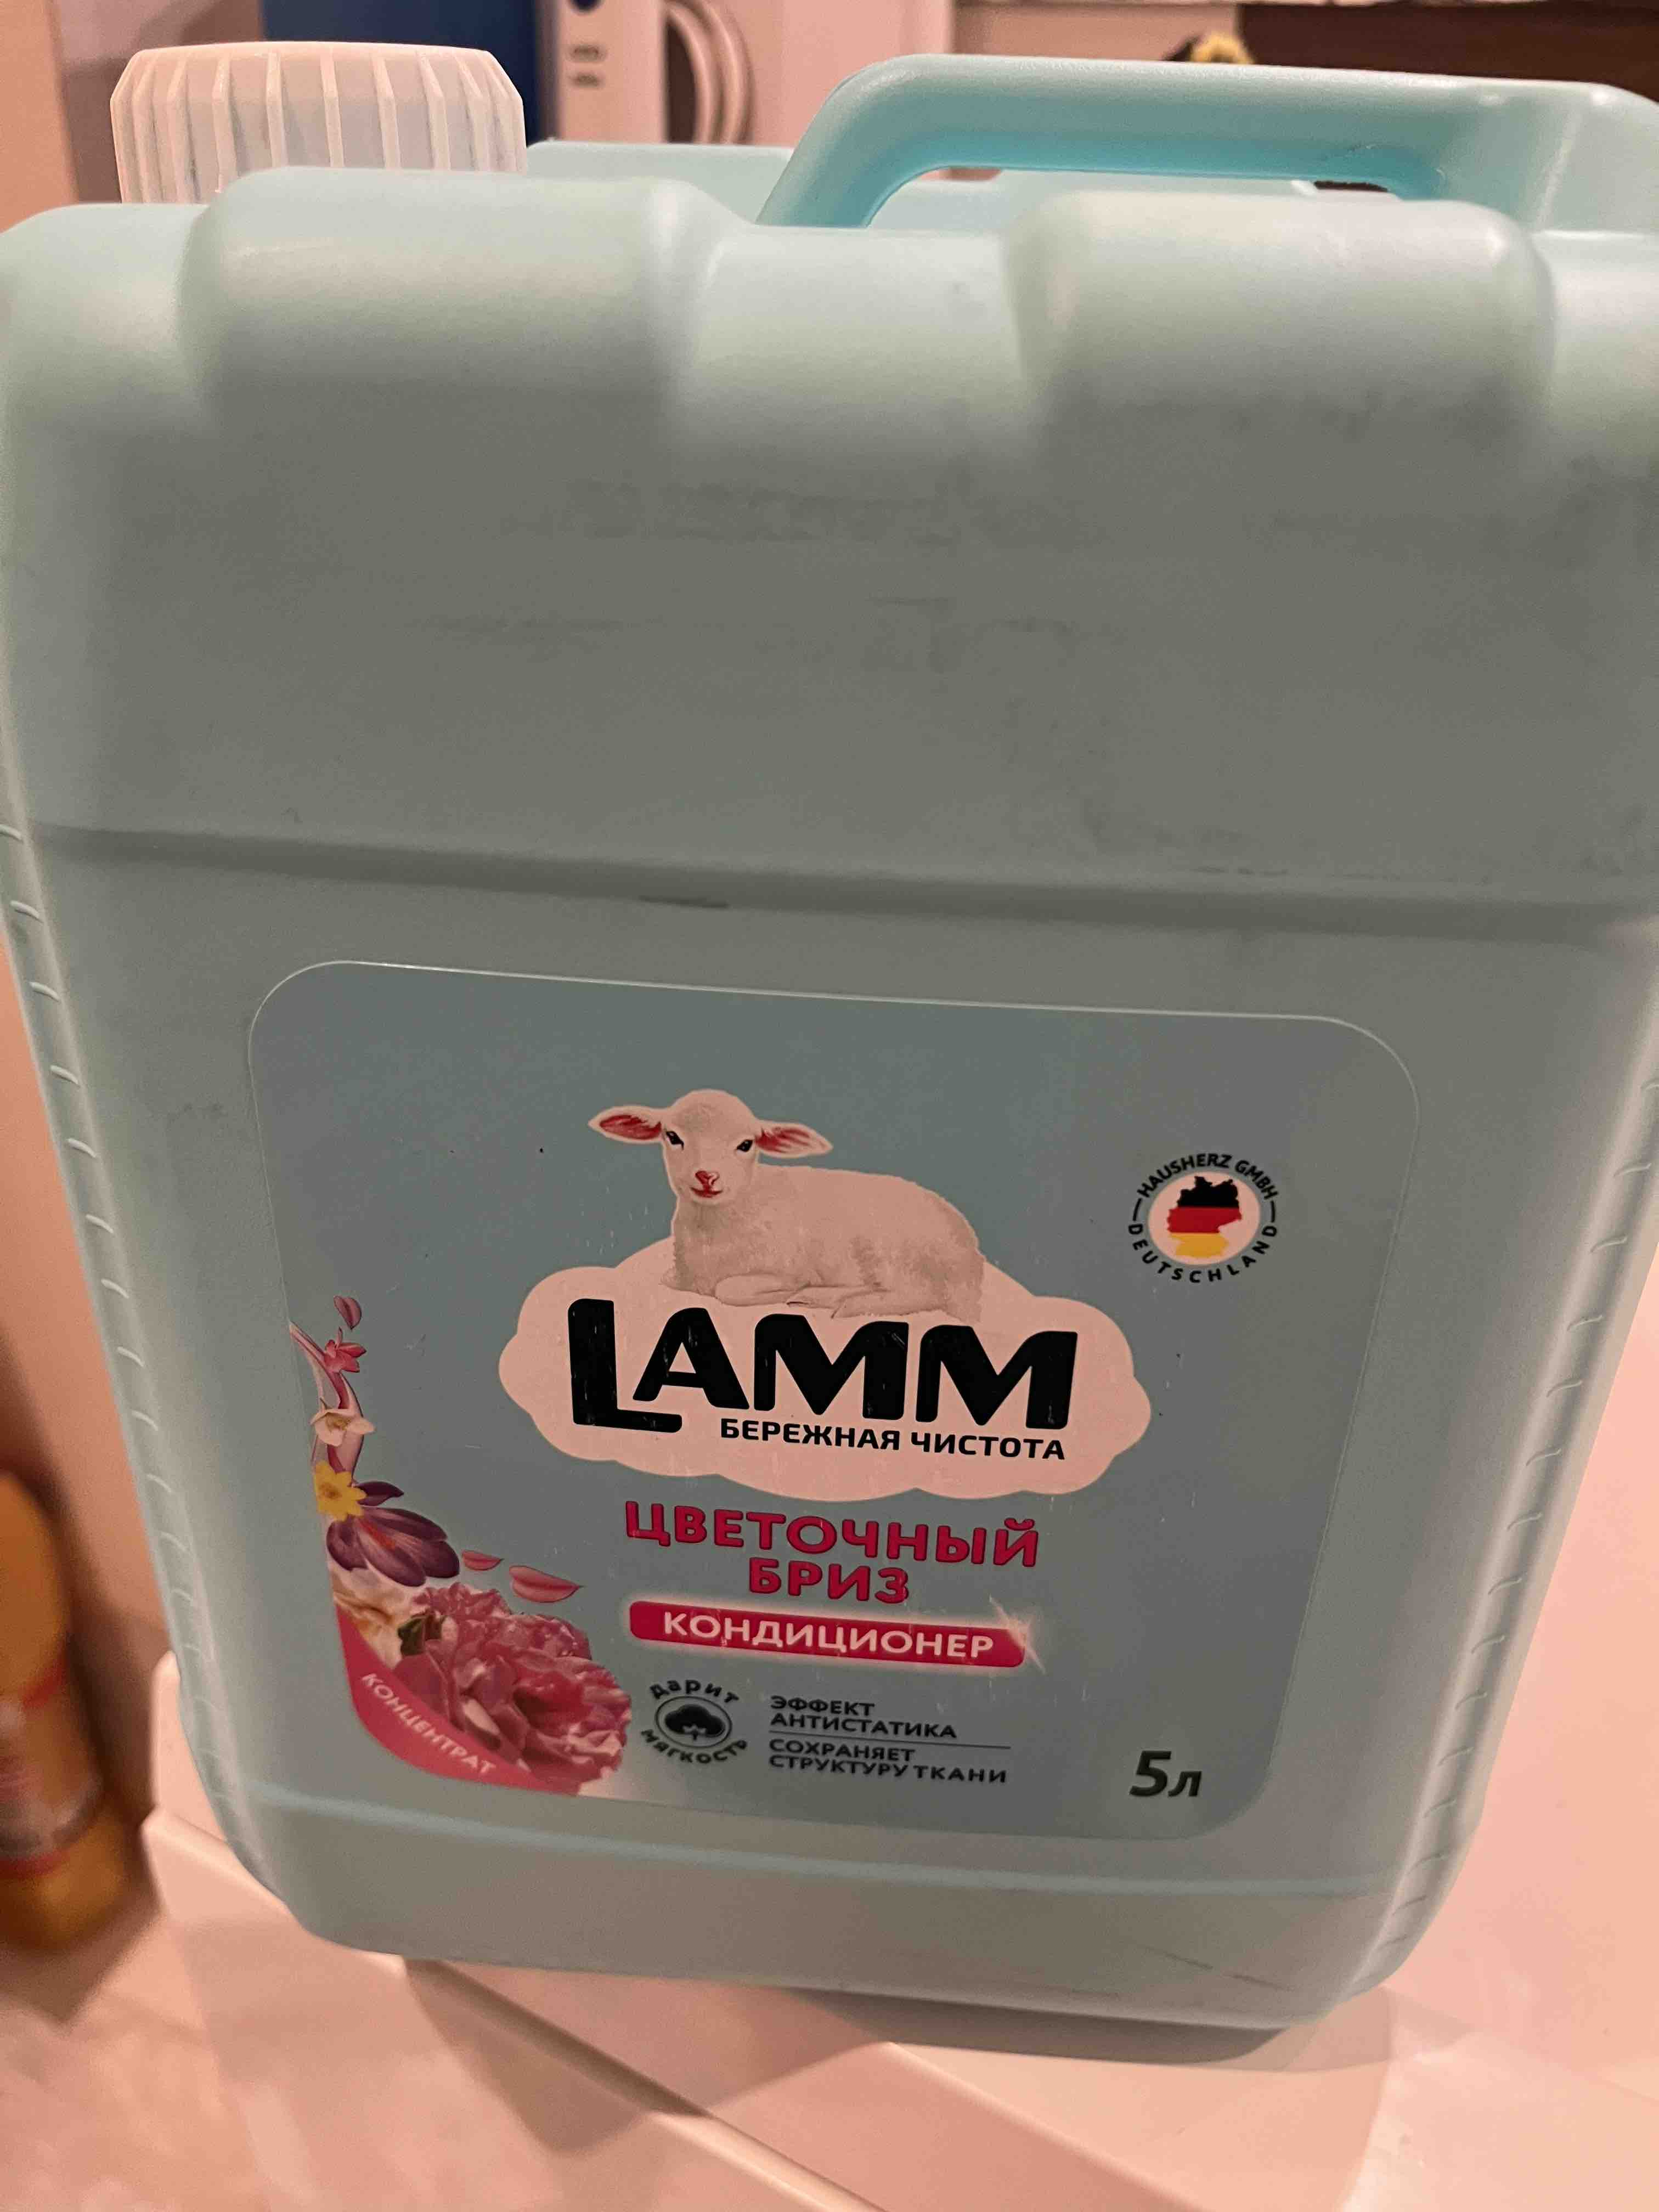 HAUSHERZ GMBH
DEUTSCHLAND
LAMM
БЕРЕЖНАЯ ЧИСТОТА
ЦВЕТОЧНЫЙ
БРИЗ
КОНДИЦИОНЕР
КОНЦЕНТРАТ
дарит
мягкость
ЭФФЕКТ
АНТИСТАТИКА
СОХРАНЯЕТ
СТРУКТУРУ ТКАНИ
5л